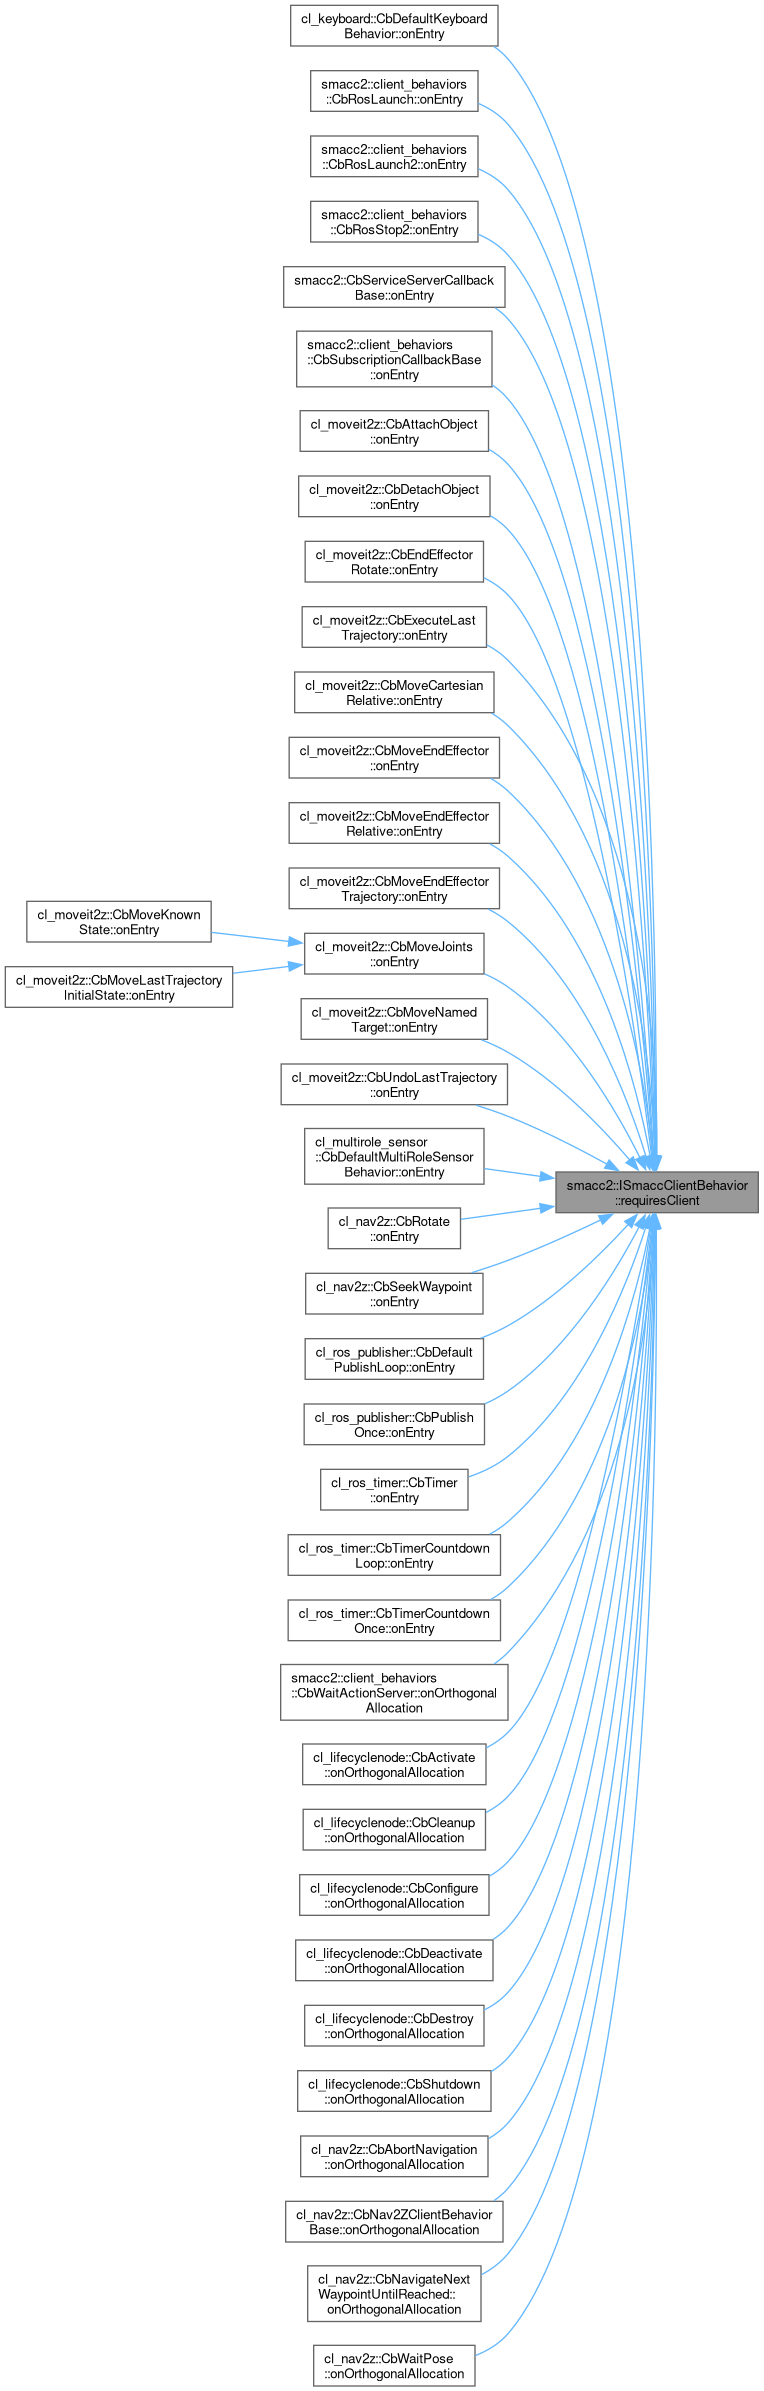 cl_keyboard::CbDefaultKeyboard
Behavior::onEntry
smacc2::client_behaviors
::CbRosLaunch::onEntry
smacc2::client_behaviors
::CbRosLaunch2::onEntry
smacc2::client_behaviors
::CbRosStop2::onEntry
smacc2::CbServiceServerCallback
Base::onEntry
smacc2::client_behaviors
::CbSubscriptionCallbackBase
::onEntry
cl_moveit2z::CbAttachObject
::onEntry
cl_moveit2z::CbDetachObject
::onEntry
cl_moveit2z::CbEndEffector
Rotate::onEntry
cl_moveit2z::CbExecuteLast
Trajectory::onEntry
cl_moveit2z::CbMoveCartesian
Relative::onEntry
cl_moveit2z::CbMoveEndEffector
::onEntry
cl_moveit2z::CbMoveEndEffector
Relative::onEntry
cl_moveit2z::CbMoveEndEffector
Trajectory::onEntry
cl_moveit2z::CbMoveKnown
State::onEntry
cl_moveit2z::CbMoveJoints
::onEntry
cl_moveit2z::CbMoveLastTrajectory
InitialState::onEntry
cl_moveit2z::CbMoveNamed
Target::onEntry
cl_moveit2z::CbUndoLastTrajectory
::onEntry
cl_multirole_sensor
::CbDefaultMultiRoleSensor
Behavior::onEntry
smacc2::ISmaccClientBehavior
::requiresClient
cl_nav2z::CbRotate
::onEntry
cl_nav2z::CbSeekWaypoint
::onEntry
cl_ros_publisher::CbDefault
PublishLoop::onEntry
cl_ros_publisher::CbPublish
Once::onEntry
cl_ros_timer::CbTimer
::onEntry
cl_ros_timer::CbTimerCountdown
Loop::onEntry
cl_ros_timer::CbTimerCountdown
Once::onEntry
smacc2::client_behaviors
::CbWaitActionServer::onOrthogonal
Allocation
cl_lifecyclenode::CbActivate
::onOrthogonalAllocation
cl_lifecyclenode::CbCleanup
::onOrthogonalAllocation
cl_lifecyclenode::CbConfigure
::onOrthogonalAllocation
cl_lifecyclenode::CbDeactivate
::onOrthogonalAllocation
cl_lifecyclenode::CbDestroy
::onOrthogonalAllocation
cl_lifecyclenode::CbShutdown
::onOrthogonalAllocation
cl_nav2z::CbAbortNavigation
::onOrthogonalAllocation
cl_nav2z::CbNav2ZClientBehavior
Base::onOrthogonalAllocation
cl_nav2z::CbNavigateNext
WaypointUntilReached::
onOrthogonalAllocation
cl_nav2z::CbWaitPose
::onOrthogonalAllocation